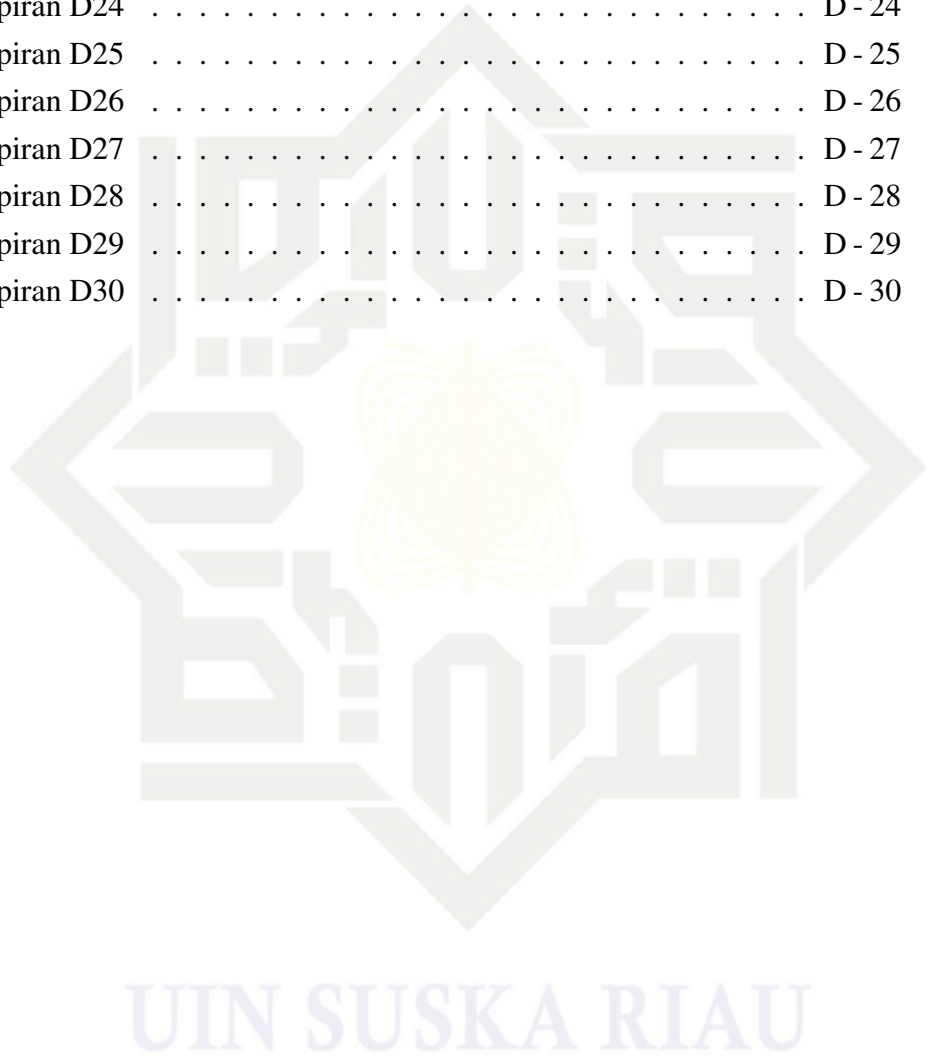 piran D24 . . . . . . . . . . . . . . . . . . . . . . . . . . . . D - 24
piran D25 . . . . . . . . . . . . . . . . . . . . . . . . . . . . D - 25
piran D26 . . . . . . . . . . . . . . . . . . . . . . . . . . . . D - 26
piran D27 . . . . . . . . . . . . . . . . . . . . . . . . . . . . D - 27
piran D28 . . . . . . . . . . . . . . . . . . . . . . . . . . . . D - 28
piran D29 . . . . . . . . . . . . . . . . . . . . . . . . . . . . D - 29
piran D30 . . . . . . . . . . . . . . . . . . . . . . . . . . . . D - 30
UIN SUSKA RIAU